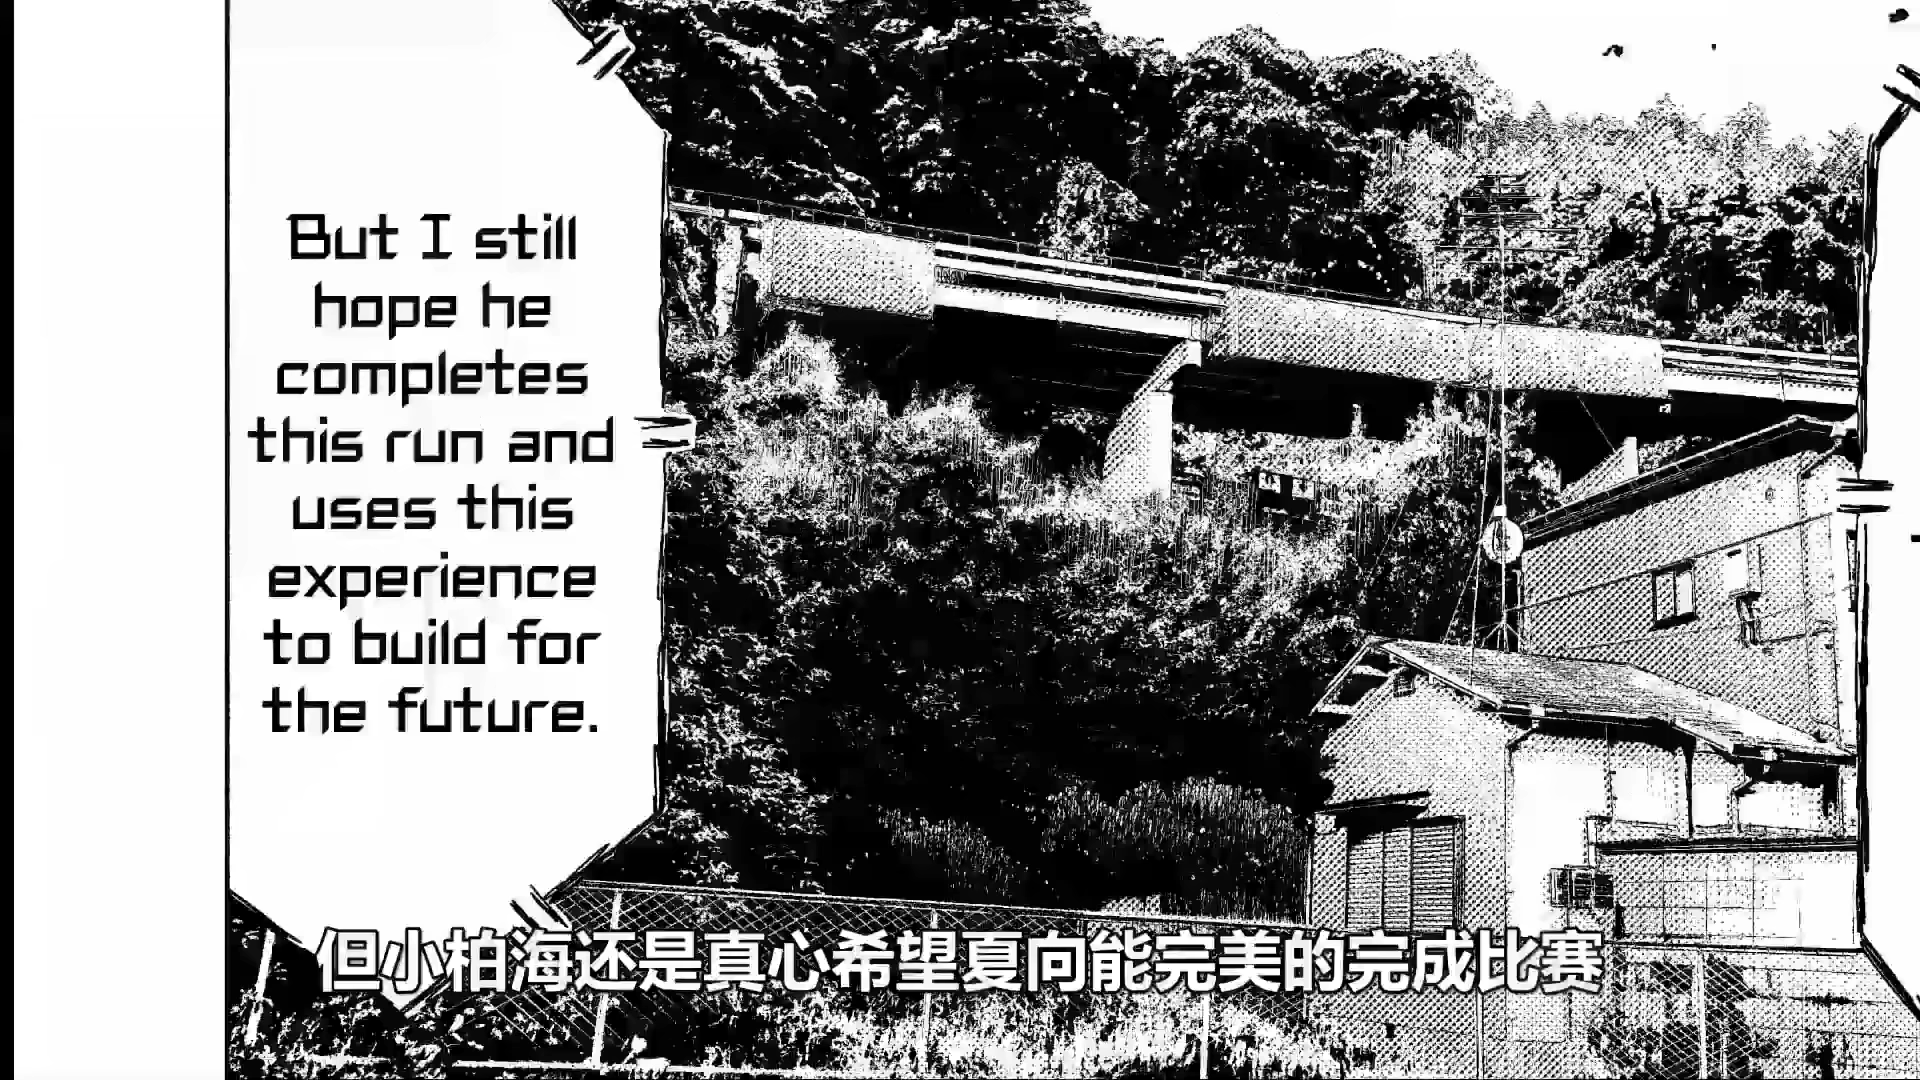 But I still
hope he
completes
this run and
uses this
experience
to build for
the future.
但小柏海还是真心希望夏向能完美的完成比赛